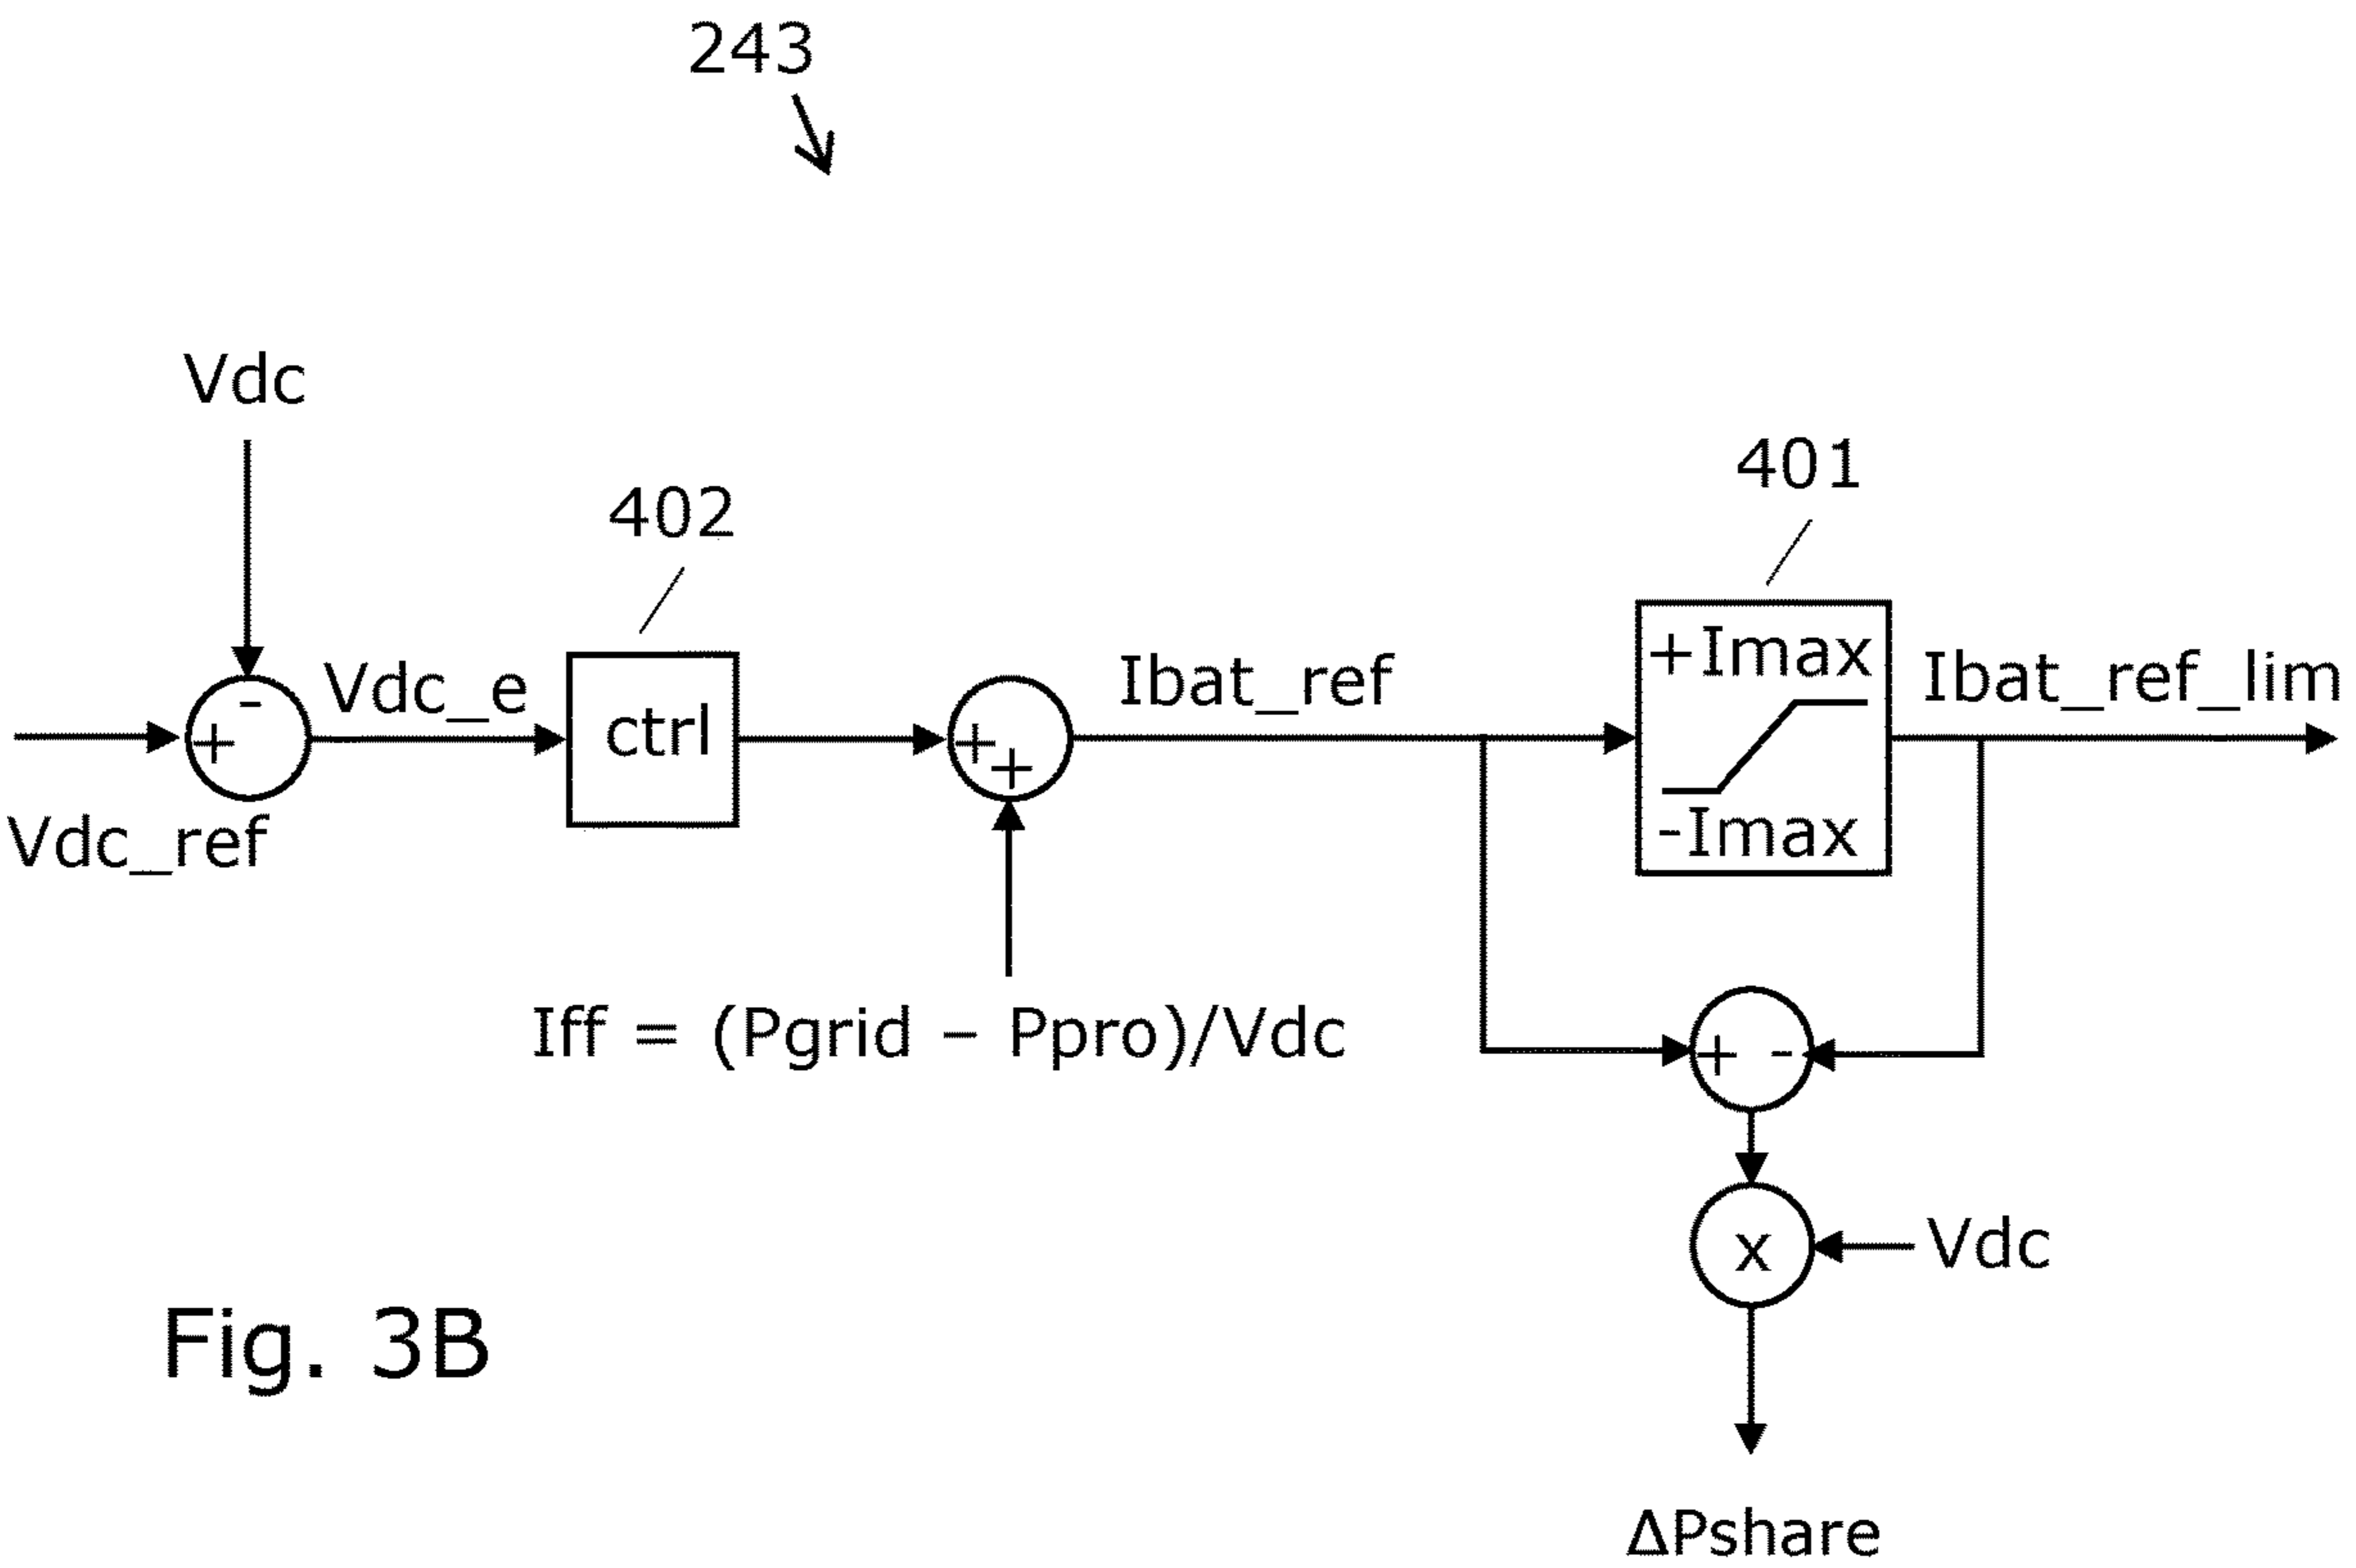 243
Vdc
401
402
+Imax
Ibat_ref_lim
Vdc_e
-
Ibat_ref
+
ctrl
+
+
Vdc_ref
-Imax
Iff = (Pgrid – Ppro)/Vdc
+ -
x
Vdc
Fig. 3B
ΔPshare